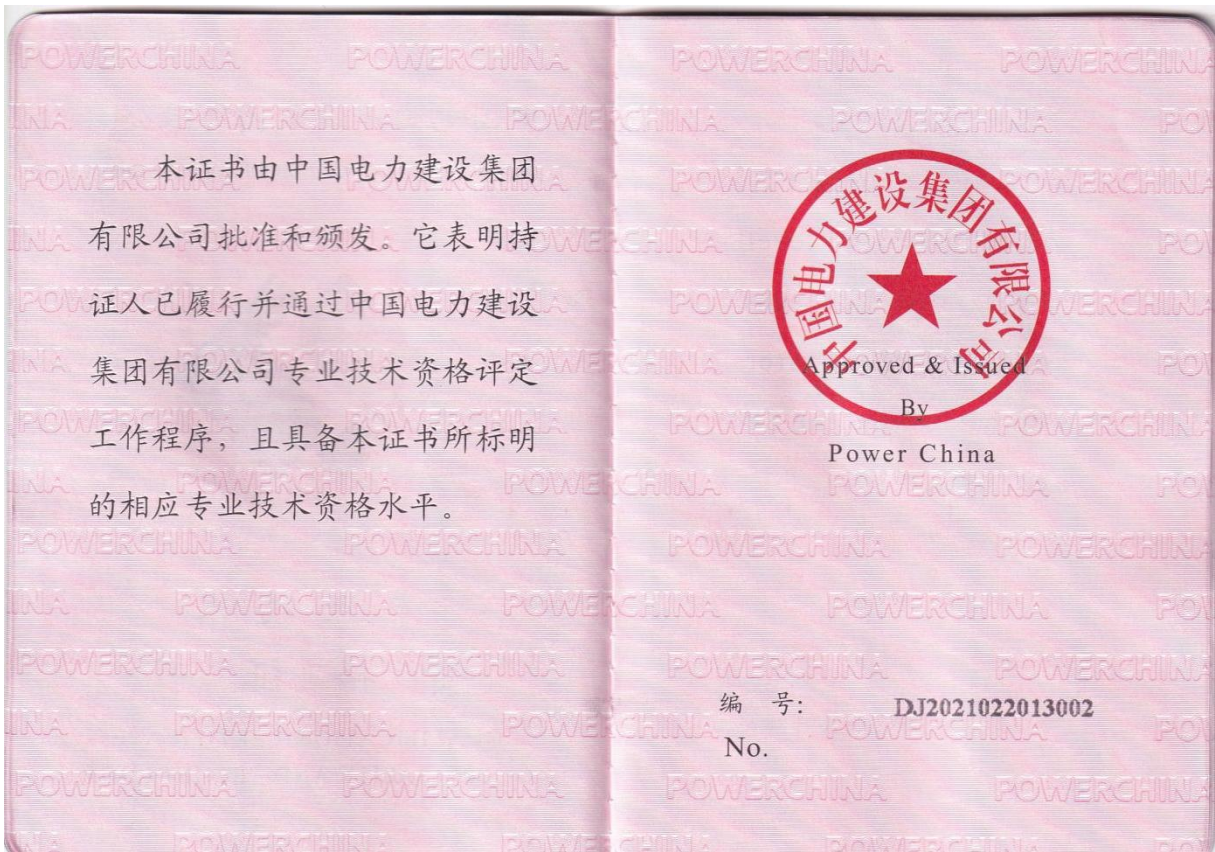 本证书由中国电力建设集团
有限公司批准和颁发。它表明持
证人已履行并通过中国电力建设
集团有限公司专业技术资格评定
工作程序，且具备本证书所标明
的相应专业技术资格水平。
中国电力建设集团有限公司
Approved & Issued
By
Power China
编 号： DJ2021022013002
No.
POWERCHINA